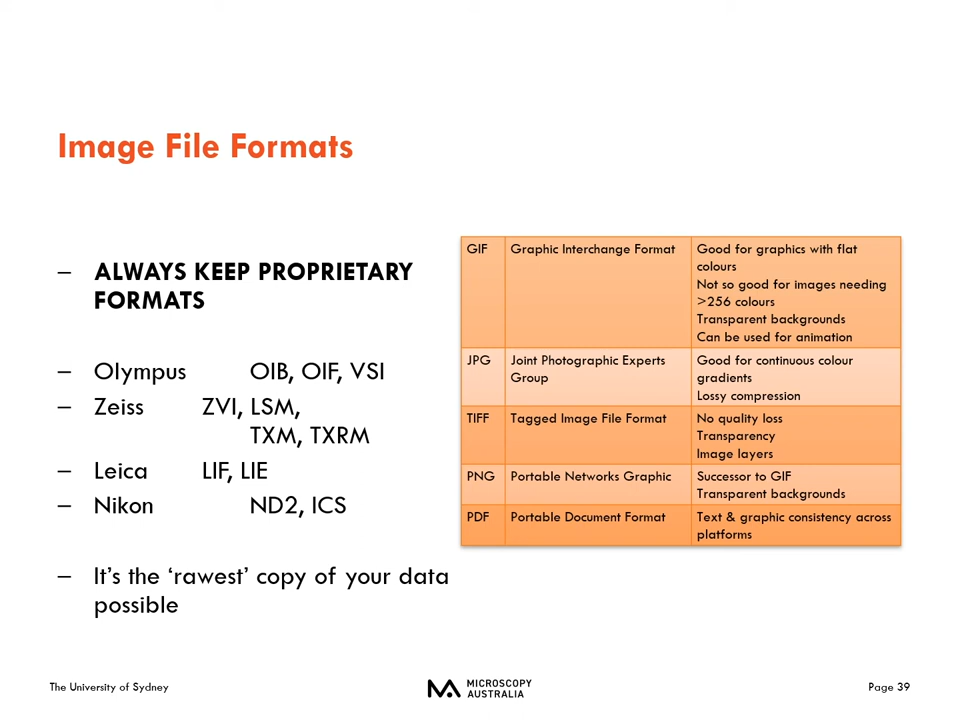 Image File Formats
– ALWAYS KEEP PROPRIETARY
FORMATS
– Olympus OIB, OIF, VSI
– Zeiss ZVI, LSM,
TXM, TXRM
– Leica LIF, LIE
– Nikon ND2, ICS
– It’s the ‘rawest’ copy of your data
possible
GIF Graphic Interchange Format Good for graphics with flat
colours
Not so good for images needing
>256 colours
Transparent backgrounds
Can be used for animation
JPG Joint Photographic Experts Good for continuous colour
Group gradients
Lossy compression
TIFF Tagged Image File Format No quality loss
Transparency
Image layers
PNG Portable Networks Graphic Successor to GIF
Transparent backgrounds
PDF Portable Document Format Text & graphic consistency across
platforms
The University of Sydney
MICROSCOPY
AUSTRALIA
Page 39